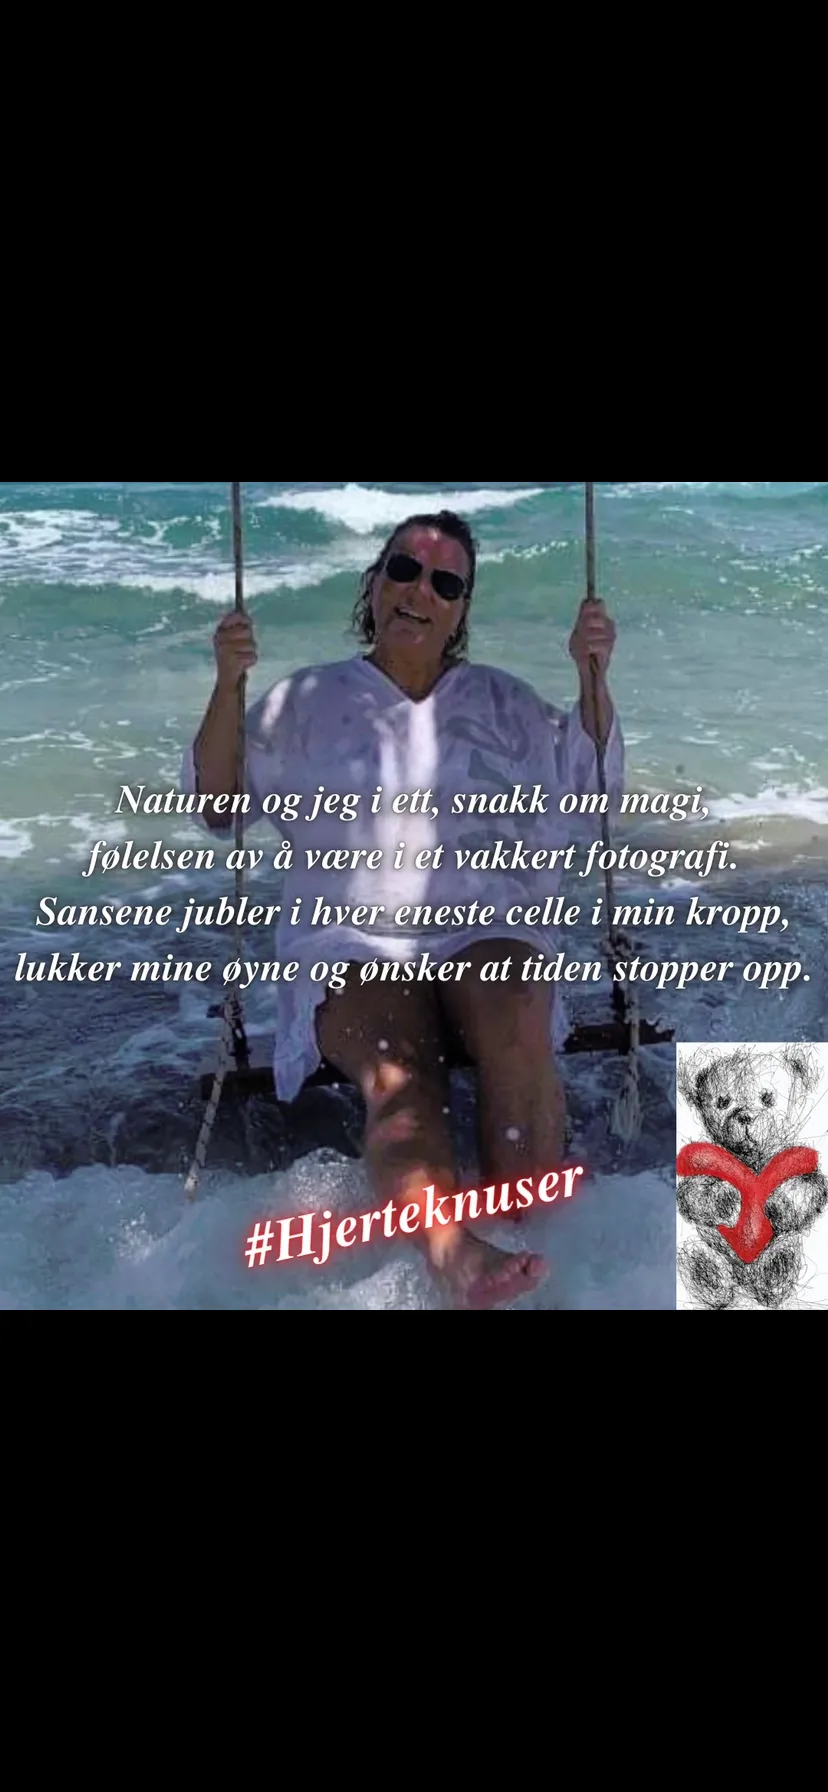 Naturen og jeg i ett, snakk om magi,
følelsen av å være i et vakkert fotografi.
Sansene jubler i hver eneste celle i min kropp,
lukker mine øyne og ønsker at tiden stopper opp.
#Hjerteknuser